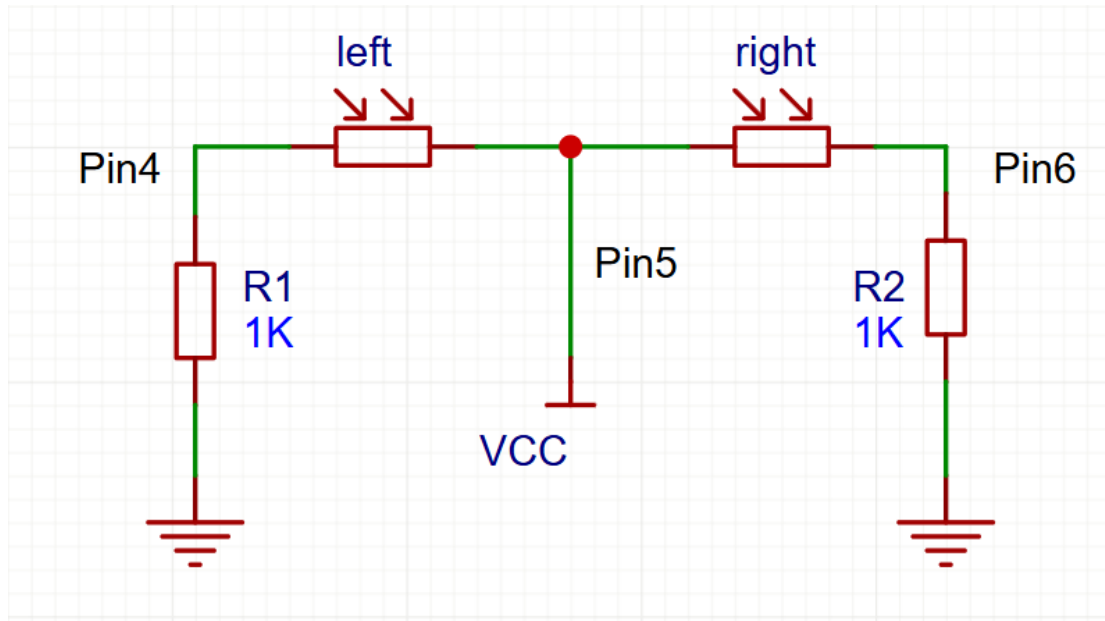 left
right
Pin4
Pin6
Pin5
R1
1K
R2
1K
VCC